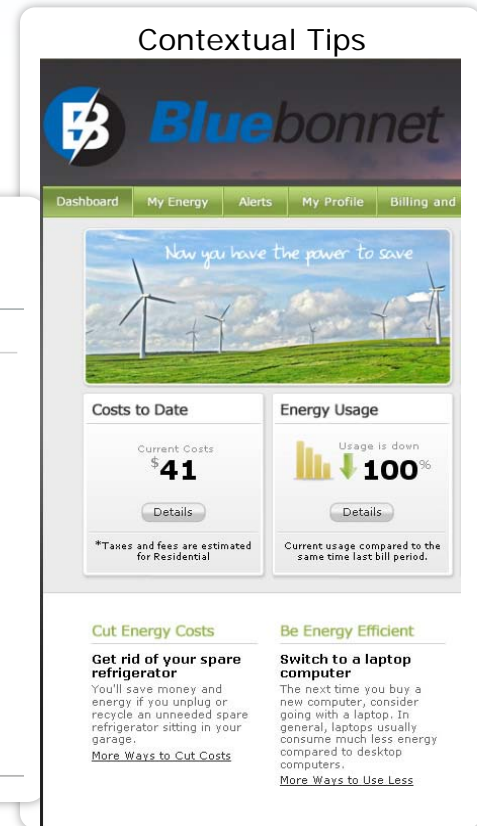 Contextual Tips
B Bluebonnet
Dashboard My Energy Alerts My Profile Billing and
Now you have the power to save
Costs to Date
Current Costs
$41
Details
*Taxes and fees are estimated
for Residential
Energy Usage
Usage is down
100%
Details
Current usage compared to the
same time last bill period.
Cut Energy Costs
Get rid of your spare
refrigerator
You'll save money and
energy if you unplug or
recycle an unneeded spare
refrigerator sitting in your
garage.
More Ways to Cut Costs
Be Energy Efficient
Switch to a laptop
computer
The next time you buy a
new computer, consider
going with a laptop. In
general, laptops usually
consume much less energy
compared to desktop
computers.
More Ways to Use Less